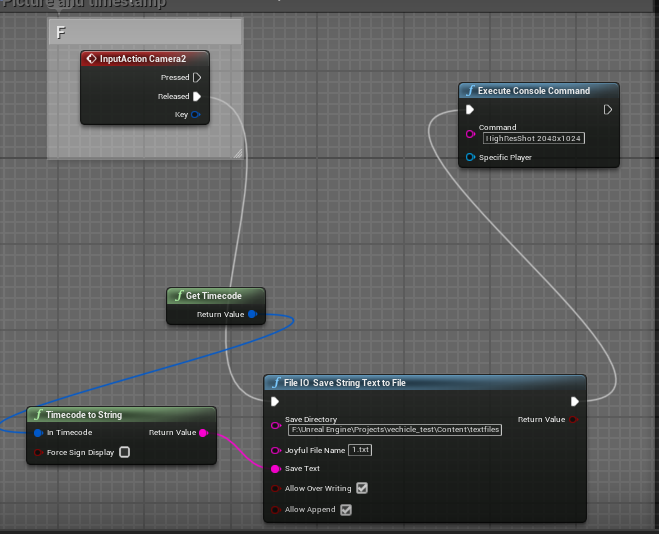 Picture and timestamp
F
InputAction Camera2
Pressed
Released
Key
f Execute Console Command
Command
HighResShot 2048x1024
Specific Player
f Get Timecode
Return Value
f Timecode to String
In Timecode Return Value
Force Sign Display
f File IO Save String Text to File
Save Directory Return Value
F:\Unreal Engine\Projects\vechicle_test\Content\textfiles
Joyful File Name 1.txt
Save Text
Allow Over Writing
Allow Append